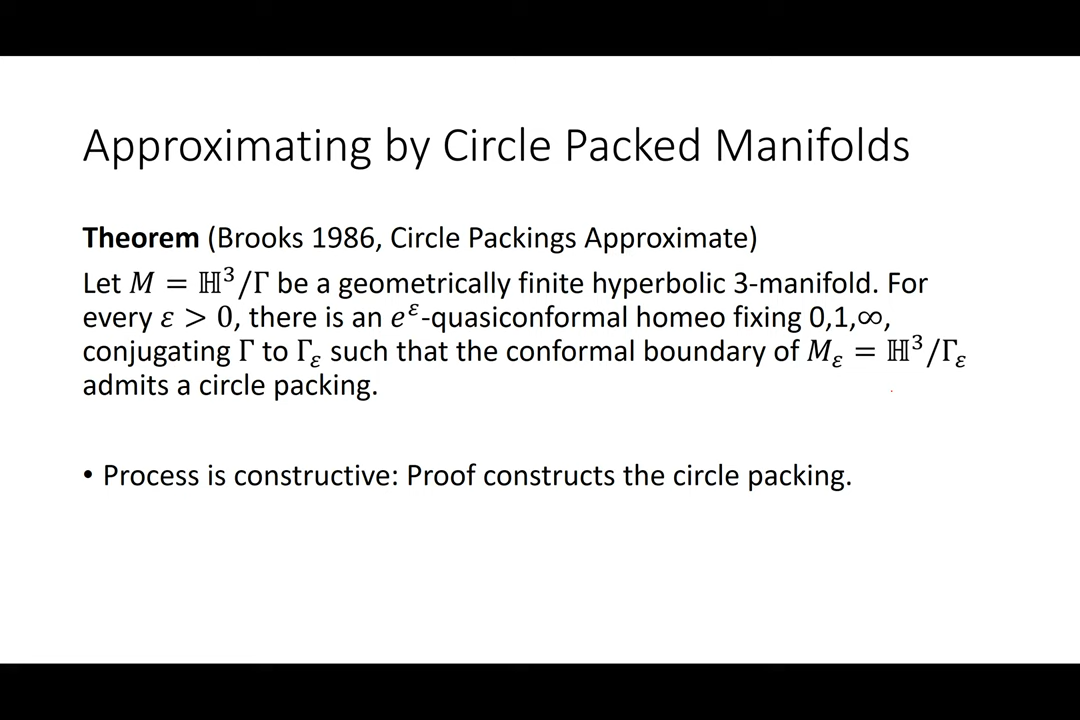 Approximating by Circle Packed Manifolds
Theorem (Brooks 1986, Circle Packings Approximate)
Let 𝑀 = ℍ³/Γ be a geometrically finite hyperbolic 3-manifold. For
every 𝜀 > 0, there is an 𝑒^𝜀-quasiconformal homeo fixing 0,1,∞,
conjugating Γ to Γ_𝜀 such that the conformal boundary of 𝑀_𝜀 = ℍ³/Γ_𝜀
admits a circle packing.
• Process is constructive: Proof constructs the circle packing.